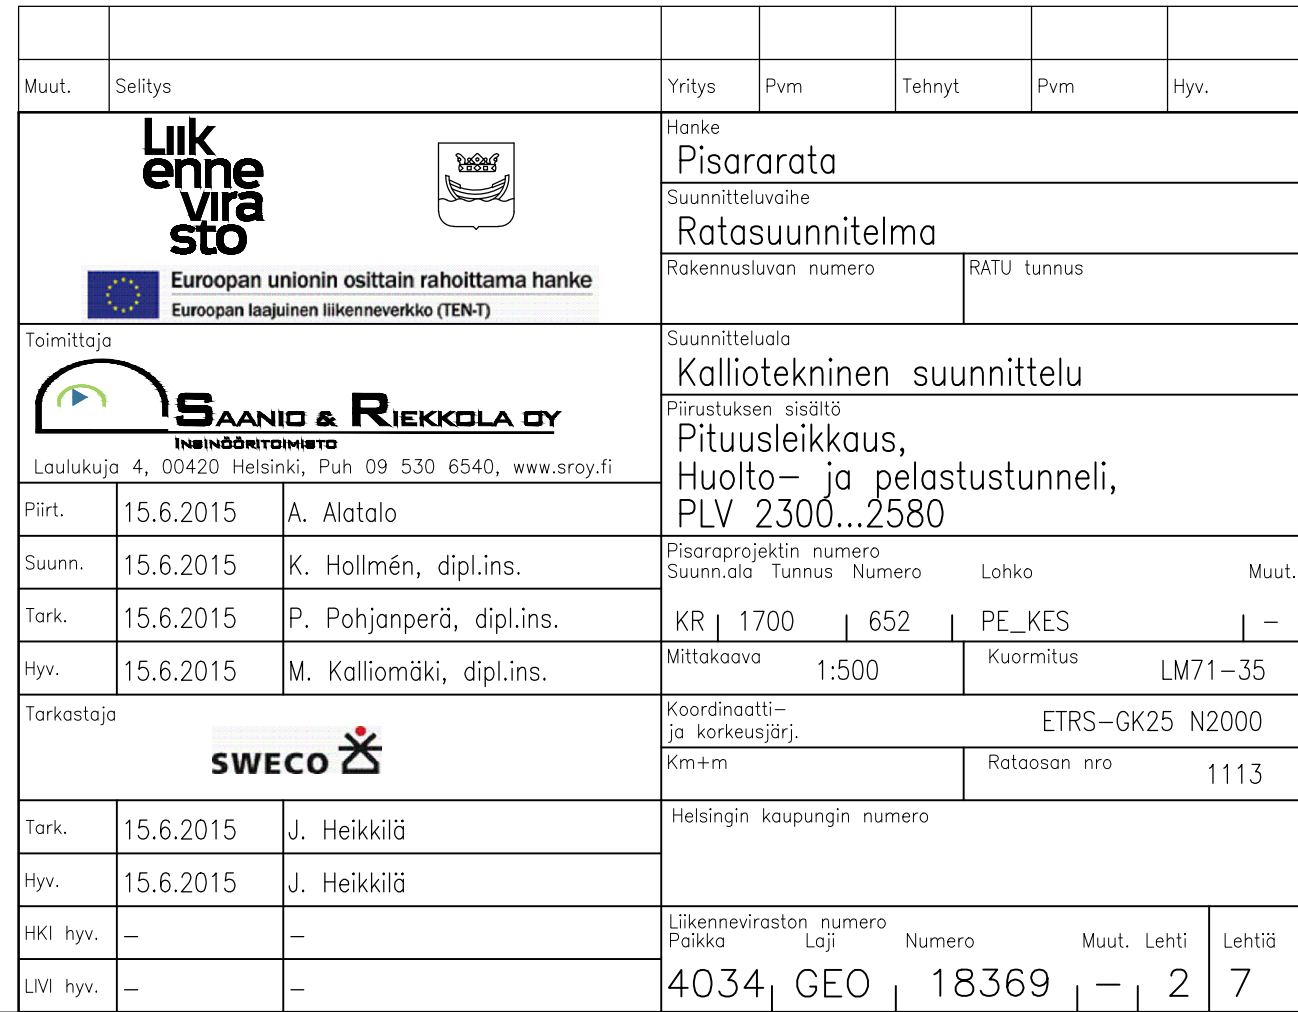 Muut. Selitys Yritys Pvm Tehnyt Pvm Hyv.
Liik
enne
vira
sto
Euroopan unionin osittain rahoittama hanke
Euroopan laajuinen liikenneverkko (TEN-T)
Hanke
Pisararata
Suunnitteluvaihe
Ratasuunnitelma
Rakennusluvan numero RATU tunnus
Toimittaja
SAANIO & RIEKKOLA OY
INSINÖÖRITOIMISTO
Laulukuja 4, 00420 Helsinki, Puh 09 530 6540, www.sroy.fi
Suunnitteluala
Kalliotekninen suunnittelu
Piirustuksen sisältö
Pituusleikkaus,
Huolto- ja pelastustunneli,
PLV 2300...2580
Piirt. 15.6.2015 A. Alatalo
Suunn. 15.6.2015 K. Hollmén, dipl.ins.
Tark. 15.6.2015 P. Pohjanperä, dipl.ins.
Hyv. 15.6.2015 M. Kalliomäki, dipl.ins.
Pisaraprojektin numero
Suunn.ala Tunnus Numero Lohko Muut.
KR 1700 652 PE_KES -
Mittakaava 1:500 Kuormitus LM71-35
Tarkastaja
SWECO
Koordinaatti-
ja korkeusjärj. ETRS-GK25 N2000
Km+m Rataosan nro 1113
Tark. 15.6.2015 J. Heikkilä
Hyv. 15.6.2015 J. Heikkilä
HKI hyv. - -
LIVI hyv. - -
Helsingin kaupungin numero
Liikenneviraston numero
Paikka Laji Numero Muut. Lehti Lehtiä
4034 GEO 18369 - 2 7